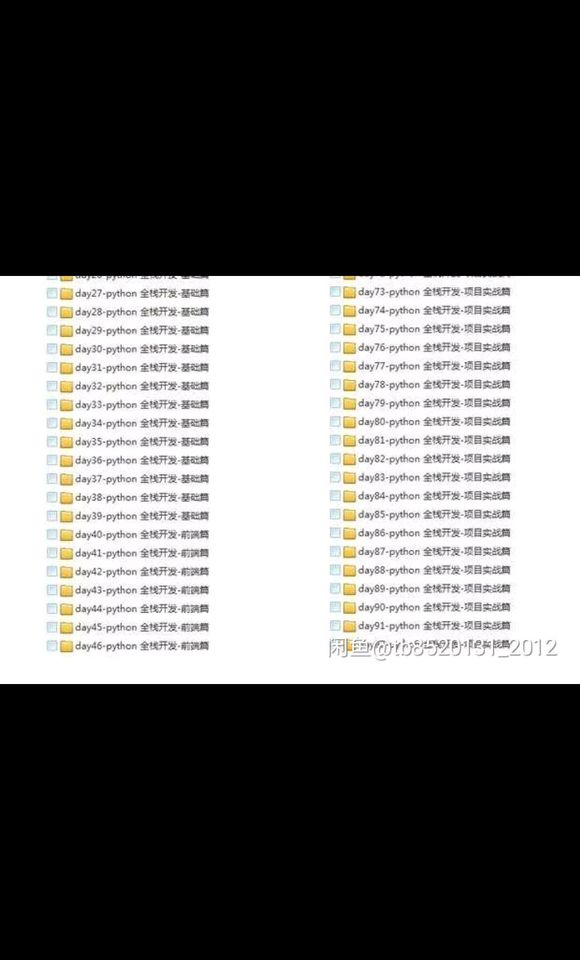 day27-python 全栈开发-基础篇
day28-python 全栈开发-基础篇
day29-python 全栈开发-基础篇
day30-python 全栈开发-基础篇
day31-python 全栈开发-基础篇
day32-python 全栈开发-基础篇
day33-python 全栈开发-基础篇
day34-python 全栈开发-基础篇
day35-python 全栈开发-基础篇
day36-python 全栈开发-基础篇
day37-python 全栈开发-基础篇
day38-python 全栈开发-基础篇
day39-python 全栈开发-基础篇
day40-python 全栈开发-前端篇
day41-python 全栈开发-前端篇
day42-python 全栈开发-前端篇
day43-python 全栈开发-前端篇
day44-python 全栈开发-前端篇
day45-python 全栈开发-前端篇
day46-python 全栈开发-前端篇
day73-python 全栈开发-项目实战篇
day74-python 全栈开发-项目实战篇
day75-python 全栈开发-项目实战篇
day76-python 全栈开发-项目实战篇
day77-python 全栈开发-项目实战篇
day78-python 全栈开发-项目实战篇
day79-python 全栈开发-项目实战篇
day80-python 全栈开发-项目实战篇
day81-python 全栈开发-项目实战篇
day82-python 全栈开发-项目实战篇
day83-python 全栈开发-项目实战篇
day84-python 全栈开发-项目实战篇
day85-python 全栈开发-项目实战篇
day86-python 全栈开发-项目实战篇
day87-python 全栈开发-项目实战篇
day88-python 全栈开发-项目实战篇
day89-python 全栈开发-项目实战篇
day90-python 全栈开发-项目实战篇
day91-python 全栈开发-项目实战篇
闲鱼@tb8520151_2012